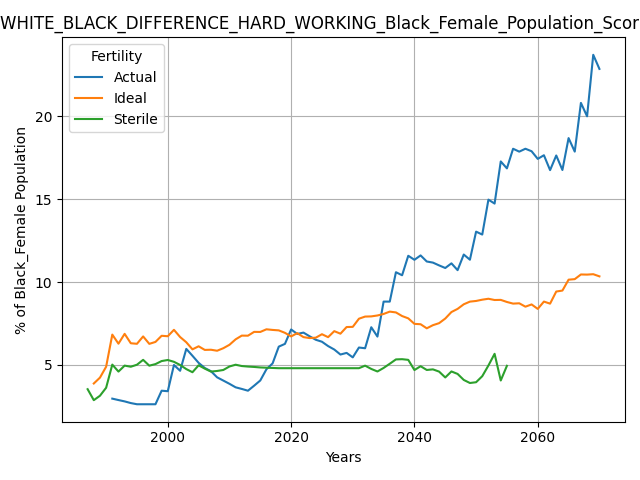 WHITE_BLACK_DIFFERENCE_HARD_WORKING_Black_Female_Population_Scor
Fertility
Actual
Ideal
Sterile
% of Black_Female Population
20
15
10
5
2000 2020 2040 2060
Years